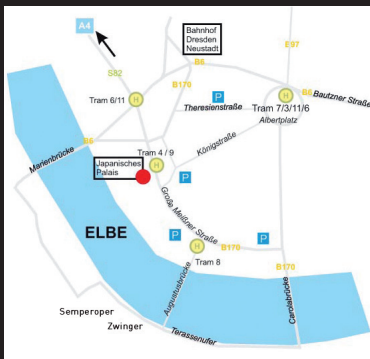 A4
Bahnhof
Dresden
Neustadt
E97
S82
B6
B170
Tram 6/11
H
P
Theresienstraße
H
B6
Bautzner Straße
Tram 7/3/11/6
Albertplatz
Königstraße
Marienbrücke
B6
Tram 4 / 9
H
Japanisches
Palais
P
Große Meißner Straße
ELBE
P
P
H
B170
Tram 8
B170
Augustusbrücke
Carolabrücke
Semperoper
Zwinger
Terassenufer